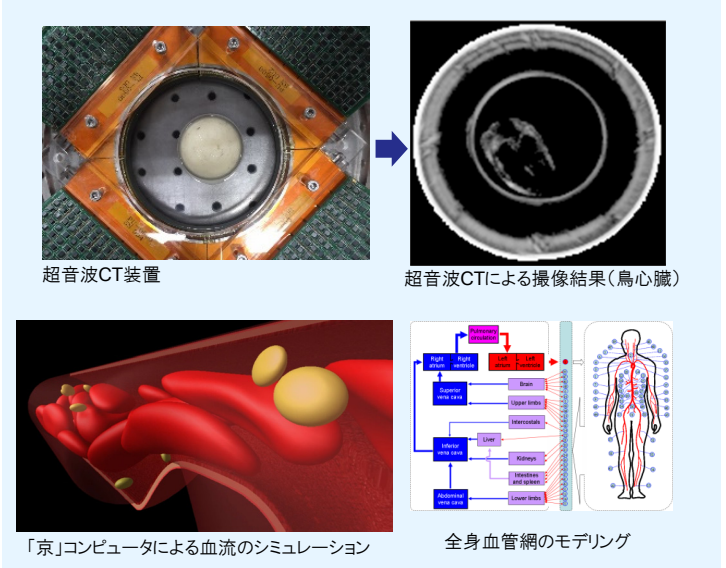 超音波CT装置
超音波CTによる撮像結果(鳥心臓)
Pulmonary
circulation
Right
atrium
Right
ventricle
Left
atrium
Left
ventricle
Brain
Superior
vena cava
Upper limbs
Intercostals
Liver
Inferior
vena cava
Kidneys
Intestines
and spleen
Abdominal
vena cava
Lower limbs
「京」コンピュータによる血流のシミュレーション
全身血管網のモデリング